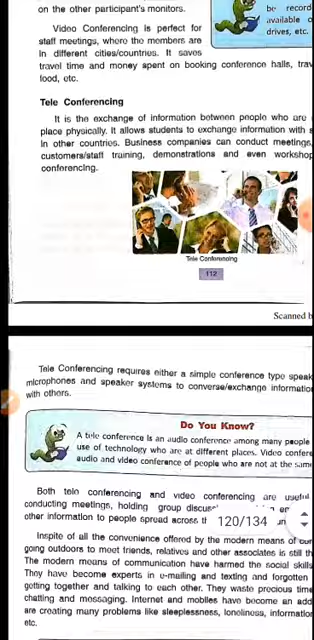 on the other participant's monitors.
be record
available o
drives, etc.
Video Conferencing is perfect for
staff meetings, where the members are
in different cities/countries. It saves
travel time and money spent on booking conference halls, trav
food, etc.
Tele Conferencing
It is the exchange of information between people who are
place physically. It allows students to exchange information with s
in other countries. Business companies can conduct meetings,
customers/staff training, demonstrations and even workshop
conferencing.
Tele Conferencing
112
Scanned b
Tele Conferencing requires either a simple conference type speak
microphones and speaker systems to converse/exchange informatio
with others.
Do You Know?
A tele conference is an audio conference among many people
use of technology who are at different places. Video confere
audio and video conference of people who are not at the sam
Both tele conferencing and video conferencing are useful
conducting meetings, holding group discus
other information to people spread across th
120/134
Inspite of all the convenience offered by the modern means of com
going outdoors to meet friends, relatives and other associates is still th
The modern means of communication have harmed the social skills
They have become experts in e-mailing and texting and forgotten
getting together and talking to each other. They waste precious time
chatting and messaging. Internet and mobiles have become an add
are creating many problems like sleeplessness, loneliness, information
etc.